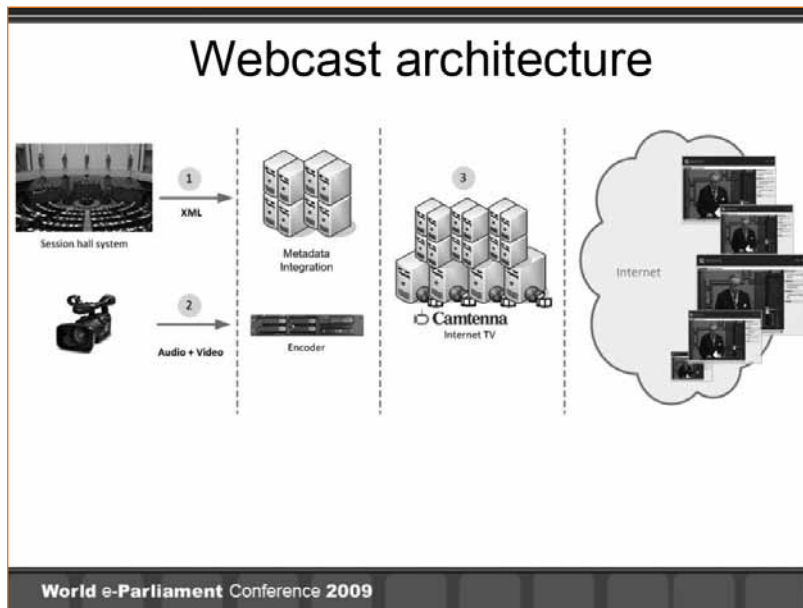 Webcast architecture
1
XML
Session hall system
Metadata
Integration
2
Audio + Video
Encoder
3
Camtenna
Internet TV
Internet
World e-Parliament Conference 2009